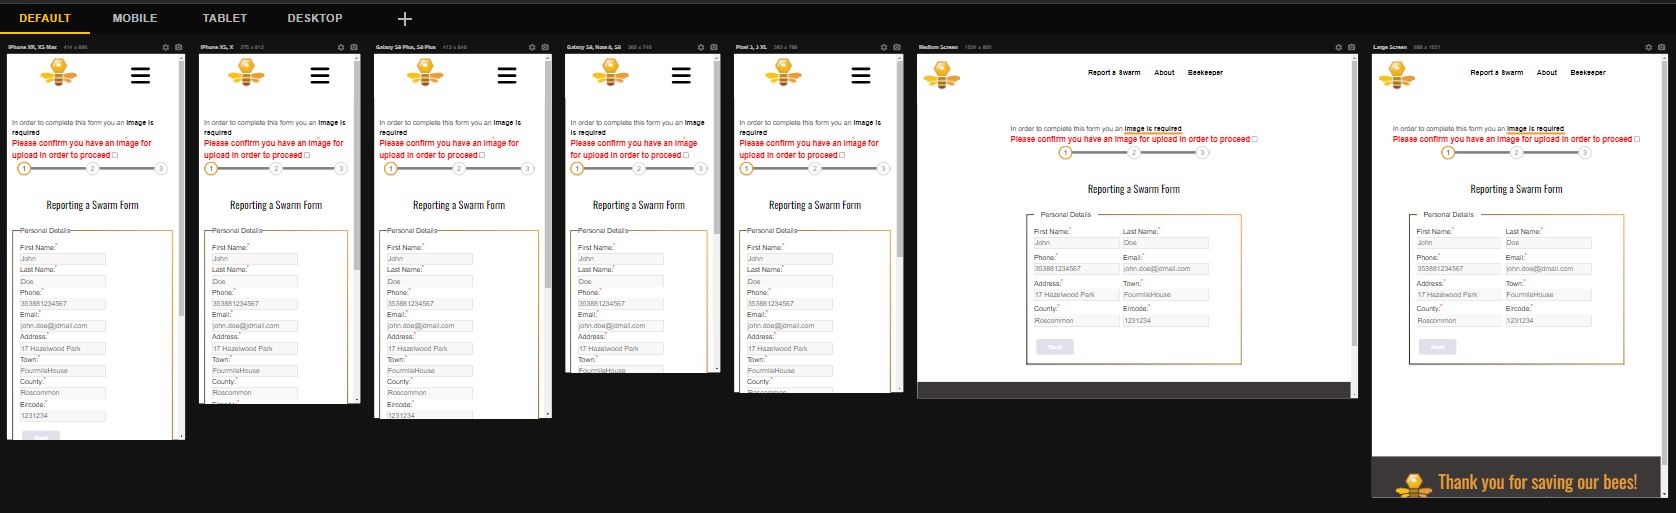 DEFAULT
MOBILE
TABLET
DESKTOP
iPhone XR, XS Max 414 x 896
In order to complete this form you an image is
required
Please confirm you have an image for
upload in order to proceed
1
2
3
Reporting a Swarm Form
Personal Details
First Name:*
John
Last Name:*
Doe
Phone:*
353881234567
Email:*
john.doe@jdmail.com
Address:*
17 Hazelwood Park
Town:*
FourmileHouse
County:*
Roscommon
Eircode:*
1231234
Next
iPhone XS, X 375 x 812
In order to complete this form you an image is
required
Please confirm you have an image for
upload in order to proceed
1
2
3
Reporting a Swarm Form
Personal Details
First Name:*
John
Last Name:*
Doe
Phone:*
353881234567
Email:*
john.doe@jdmail.com
Address:*
17 Hazelwood Park
Town:*
FourmileHouse
County:*
Roscommon
Galaxy S9 Plus, S8 Plus 412 x 846
In order to complete this form you an image is
required
Please confirm you have an image for
upload in order to proceed
1
2
3
Reporting a Swarm Form
Personal Details
First Name:*
John
Last Name:*
Doe
Phone:*
353881234567
Email:*
john.doe@jdmail.com
Address:*
17 Hazelwood Park
Town:*
FourmileHouse
County:*
Roscommon
Eircode:*
1231234
Galaxy S9, Note 8, S8 360 x 740
In order to complete this form you an image is
required
Please confirm you have an image for
upload in order to proceed
1
2
3
Reporting a Swarm Form
Personal Details
First Name:*
John
Last Name:*
Doe
Phone:*
353881234567
Email:*
john.doe@jdmail.com
Address:*
17 Hazelwood Park
Town:*
FourmileHouse
Pixel 3, 3 XL 393 x 786
In order to complete this form you an image is
required
Please confirm you have an image for
upload in order to proceed
1
2
3
Reporting a Swarm Form
Personal Details
First Name:*
John
Last Name:*
Doe
Phone:*
353881234567
Email:*
john.doe@jdmail.com
Address:*
17 Hazelwood Park
Town:*
FourmileHouse
County:*
Roscommon
Medium Screen 1024 x 800
Report a Swarm About Beekeeper
In order to complete this form you an image is required
Please confirm you have an image for upload in order to proceed
1
2
3
Reporting a Swarm Form
Personal Details
First Name:* Last Name:*
John Doe
Phone:* Email:*
353881234567 john.doe@jdmail.com
Address:* Town:*
17 Hazelwood Park FourmileHouse
County:* Eircode:*
Roscommon 1231234
Next
Large Screen
Report a Swarm About Beekeeper
In order to complete this form you an image is required
Please confirm you have an image for upload in order to proceed
1
2
3
Reporting a Swarm Form
Personal Details
First Name:* Last Name:*
John Doe
Phone:* Email:*
353881234567 john.doe@jdmail.com
Address:* Town:*
17 Hazelwood Park FourmileHouse
County:* Eircode:*
Roscommon 1231234
Next
Thank you for saving our bees!